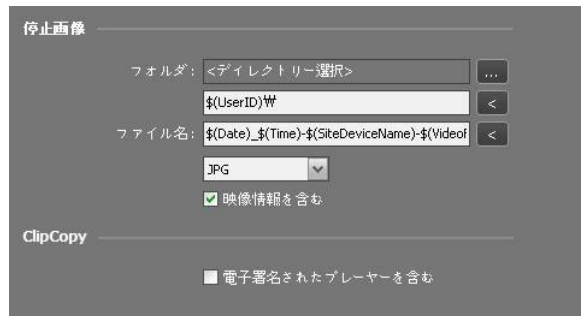 停止画像
フォルダ: <ディレクトリー選択> ...
$(UserID)₩ <
ファイル名: $(Date)_$(Time)-$(SiteDeviceName)-$(Videof <
JPG
映像情報を含む
ClipCopy
電子署名されたプレーヤーを含む